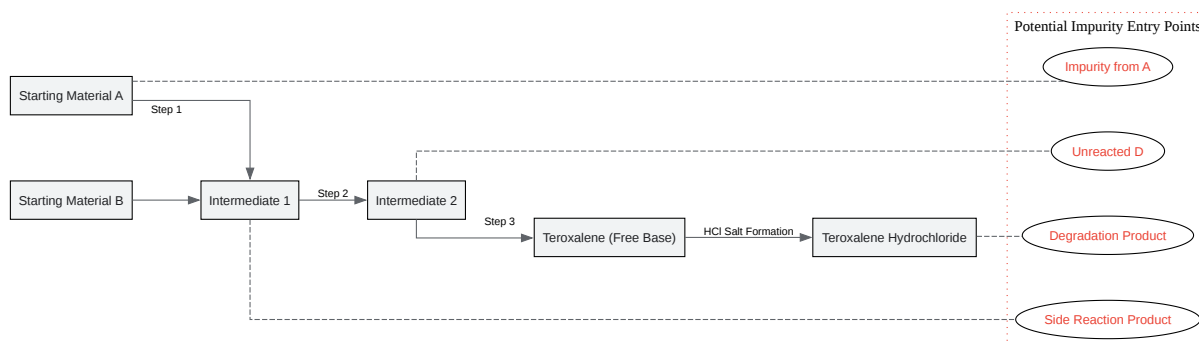 Potential Impurity Entry Points
Impurity from A
Starting Material A
Step 1
Unreacted D
Starting Material B
Intermediate 1
Step 2
Intermediate 2
Step 3
Teroxalene (Free Base)
HCl Salt Formation
Teroxalene Hydrochloride
Degradation Product
Side Reaction Product